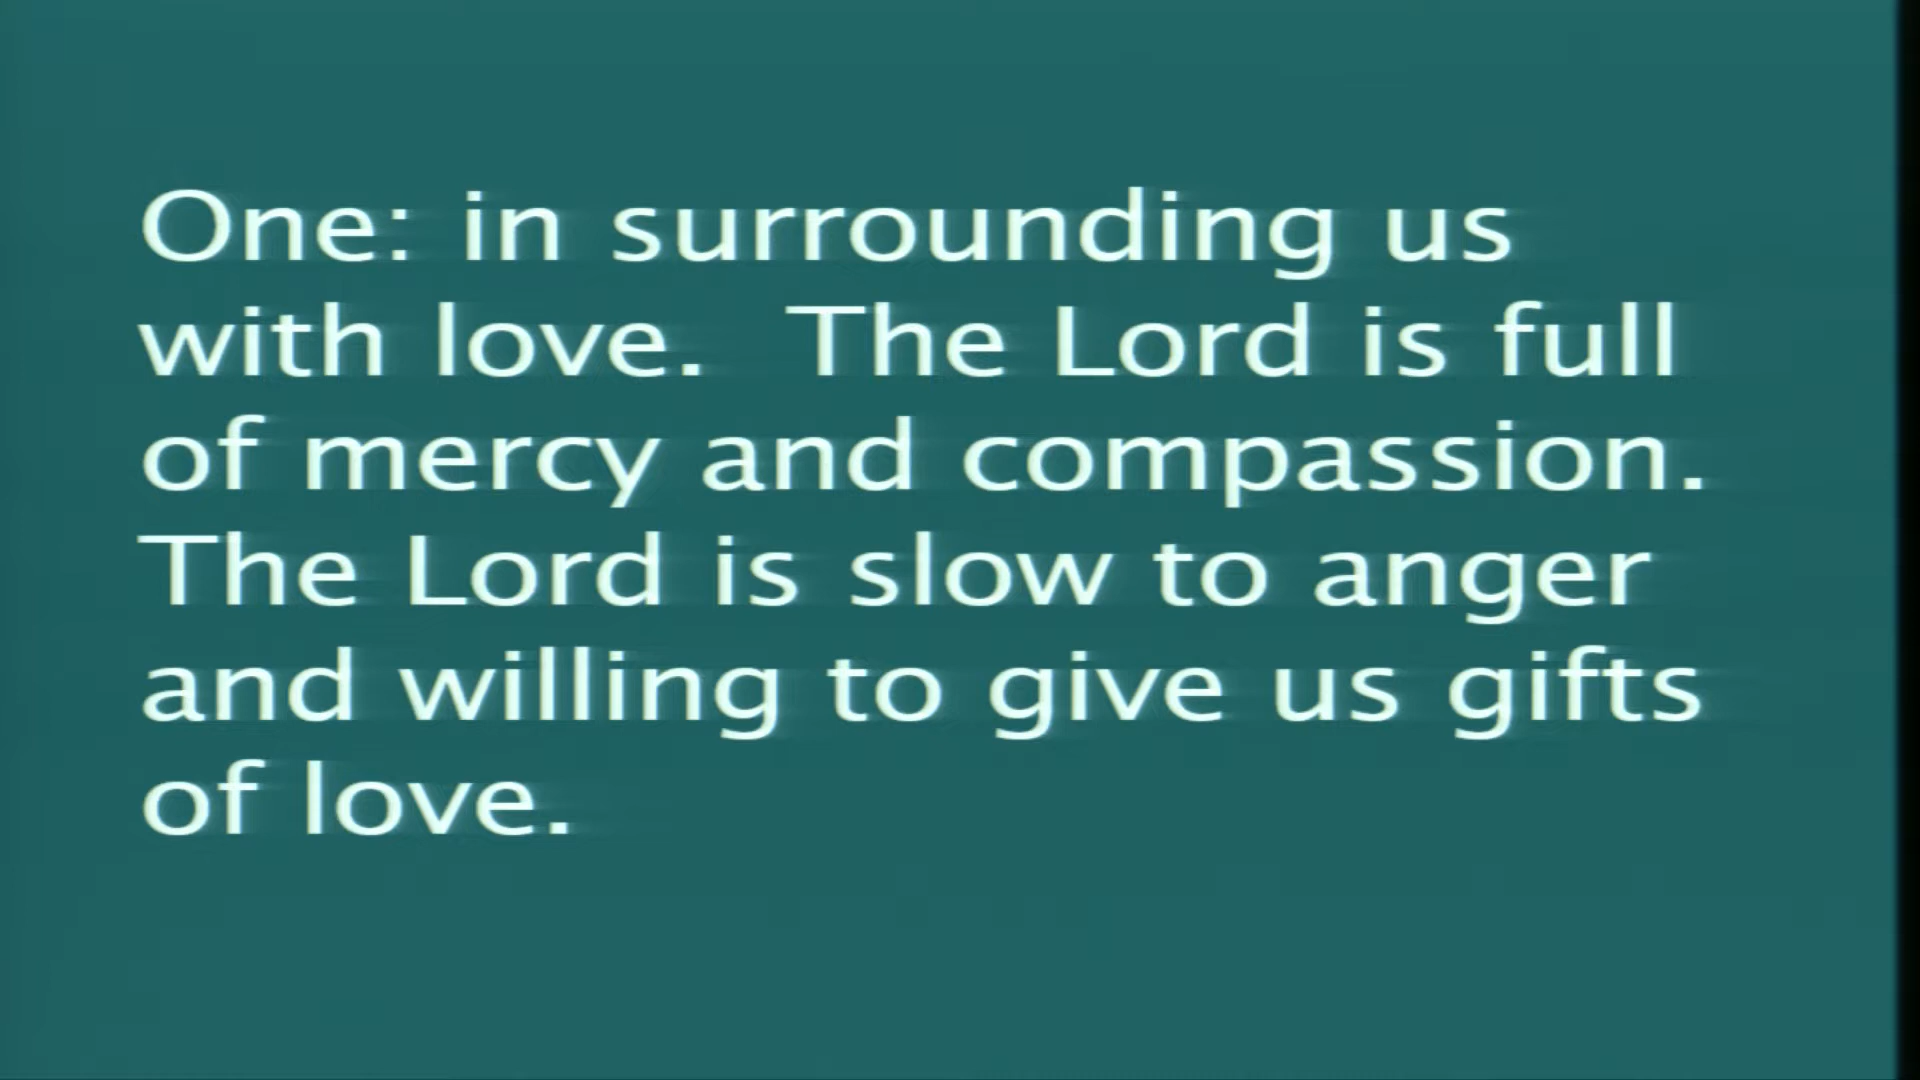 One: in surrounding us
with love.  The Lord is full
of mercy and compassion.
The Lord is slow to anger
and willing to give us gifts
of love.